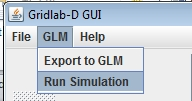 Gridlab-D GUI
File GLM Help
Export to GLM
Run Simulation